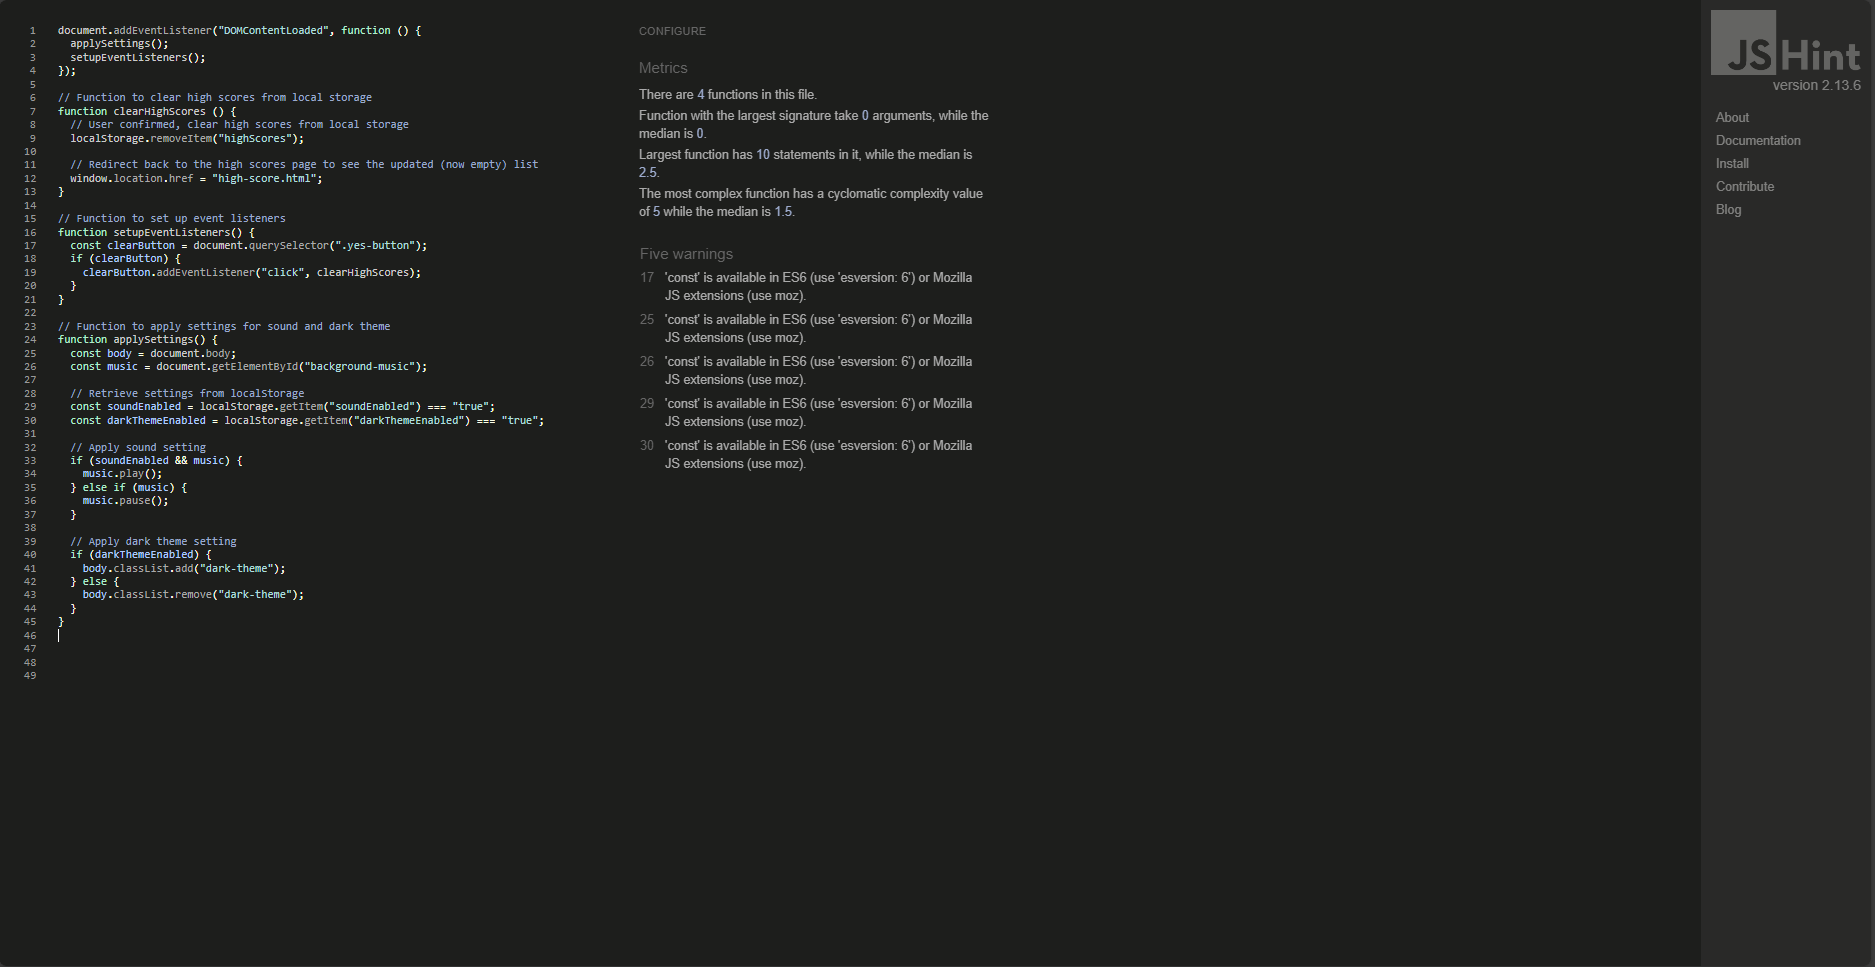 1 document.addEventListener("DOMContentLoaded", function () {
2 applySettings();
3 setupEventListeners();
4 });
5
6 // Function to clear high scores from local storage
7 function clearHighScores () {
8 // User confirmed, clear high scores from local storage
9 localStorage.removeItem("highScores");
10
11 // Redirect back to the high scores page to see the updated (now empty) list
12 window.location.href = "high-score.html";
13 }
14
15 // Function to set up event listeners
16 function setupEventListeners() {
17 const clearButton = document.querySelector(".yes-button");
18 if (clearButton) {
19 clearButton.addEventListener("click", clearHighScores);
20 }
21 }
22
23 // Function to apply settings for sound and dark theme
24 function applySettings() {
25 const body = document.body;
26 const music = document.getElementById("background-music");
27
28 // Retrieve settings from localStorage
29 const soundEnabled = localStorage.getItem("soundEnabled") === "true";
30 const darkThemeEnabled = localStorage.getItem("darkThemeEnabled") === "true";
31
32 // Apply sound setting
33 if (soundEnabled && music) {
34 music.play();
35 } else if (music) {
36 music.pause();
37 }
38
39 // Apply dark theme setting
40 if (darkThemeEnabled) {
41 body.classList.add("dark-theme");
42 } else {
43 body.classList.remove("dark-theme");
44 }
45 }
46
47
48
49
CONFIGURE
Metrics
There are 4 functions in this file.
Function with the largest signature take 0 arguments, while the
median is 0.
Largest function has 10 statements in it, while the median is
2.5.
The most complex function has a cyclomatic complexity value
of 5 while the median is 1.5.
Five warnings
17 'const' is available in ES6 (use 'esversion: 6') or Mozilla
JS extensions (use moz).
25 'const' is available in ES6 (use 'esversion: 6') or Mozilla
JS extensions (use moz).
26 'const' is available in ES6 (use 'esversion: 6') or Mozilla
JS extensions (use moz).
29 'const' is available in ES6 (use 'esversion: 6') or Mozilla
JS extensions (use moz).
30 'const' is available in ES6 (use 'esversion: 6') or Mozilla
JS extensions (use moz).
JSHint
version 2.13.6
About
Documentation
Install
Contribute
Blog